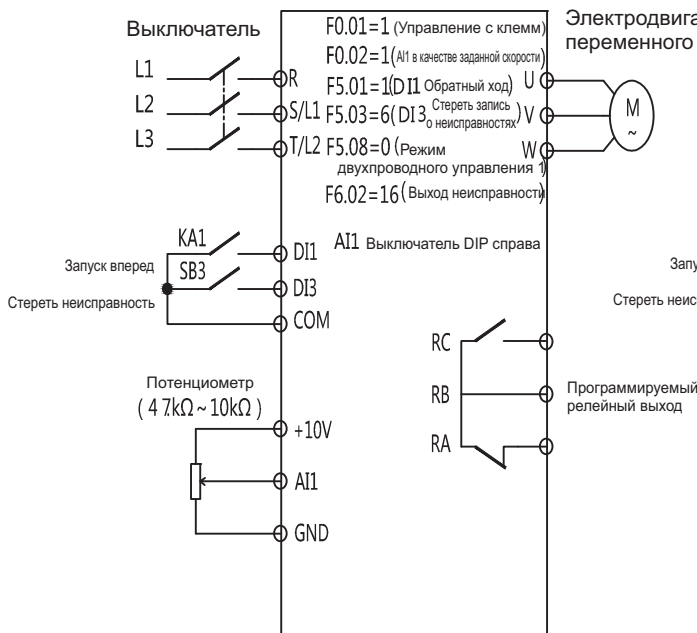 Выключатель
L1
L2
L3
R
S/L1
T/L2
F0.01=1 (Управление с клемм)
F0.02=1 (AI1 в качестве заданной скорости)
F5.01=1(DI1 Обратный ход)
F5.03=6(DI3 Стереть запись о неисправностях)
F5.08=0 (Режим
двухпроводного управления 1)
F6.02=16 (Выход неисправности)
U
V
W
Электродвига
переменного
M
~
AI1 Выключатель DIP справа
KA1
Запуск вперед
SB3
Стереть неисправность
DI1
DI3
COM
Запу
Стереть неис
RC
RB
RA
Программируемый
релейный выход
Потенциометр
( 4 7kΩ ~ 10kΩ )
+10V
AI1
GND